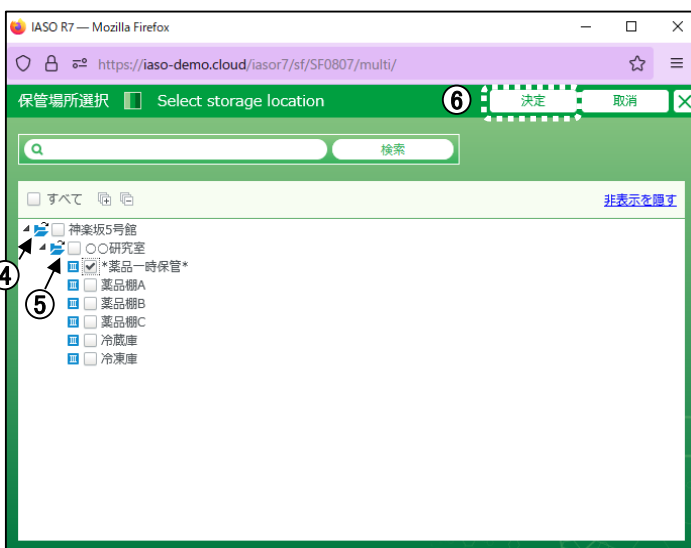 IASO R7 — Mozilla Firefox
https://iaso-demo.cloud/iasor7/sf/SF0807/multi/
保管場所選択 Select storage location ⑥ 決定 取消
検索
すべて 非表示を隠す
神楽坂5号館
④ 〇〇研究室
*薬品一時保管*
薬品棚A
⑤ 薬品棚B
薬品棚C
冷蔵庫
冷凍庫